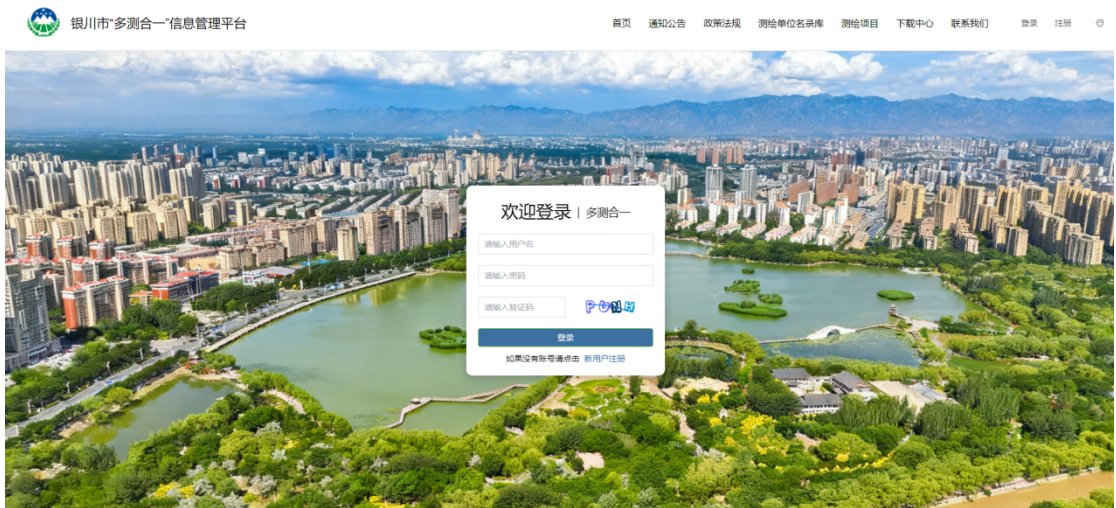 银川市“多测合一”信息管理平台
首页 通知公告 政策法规 测绘单位名录库 测绘项目 下载中心 联系我们 登录 注册
欢迎登录 | 多测合一
请输入用户名
请输入密码
请输入验证码 PUNH
登录
如果没有账号请点击 新用户注册